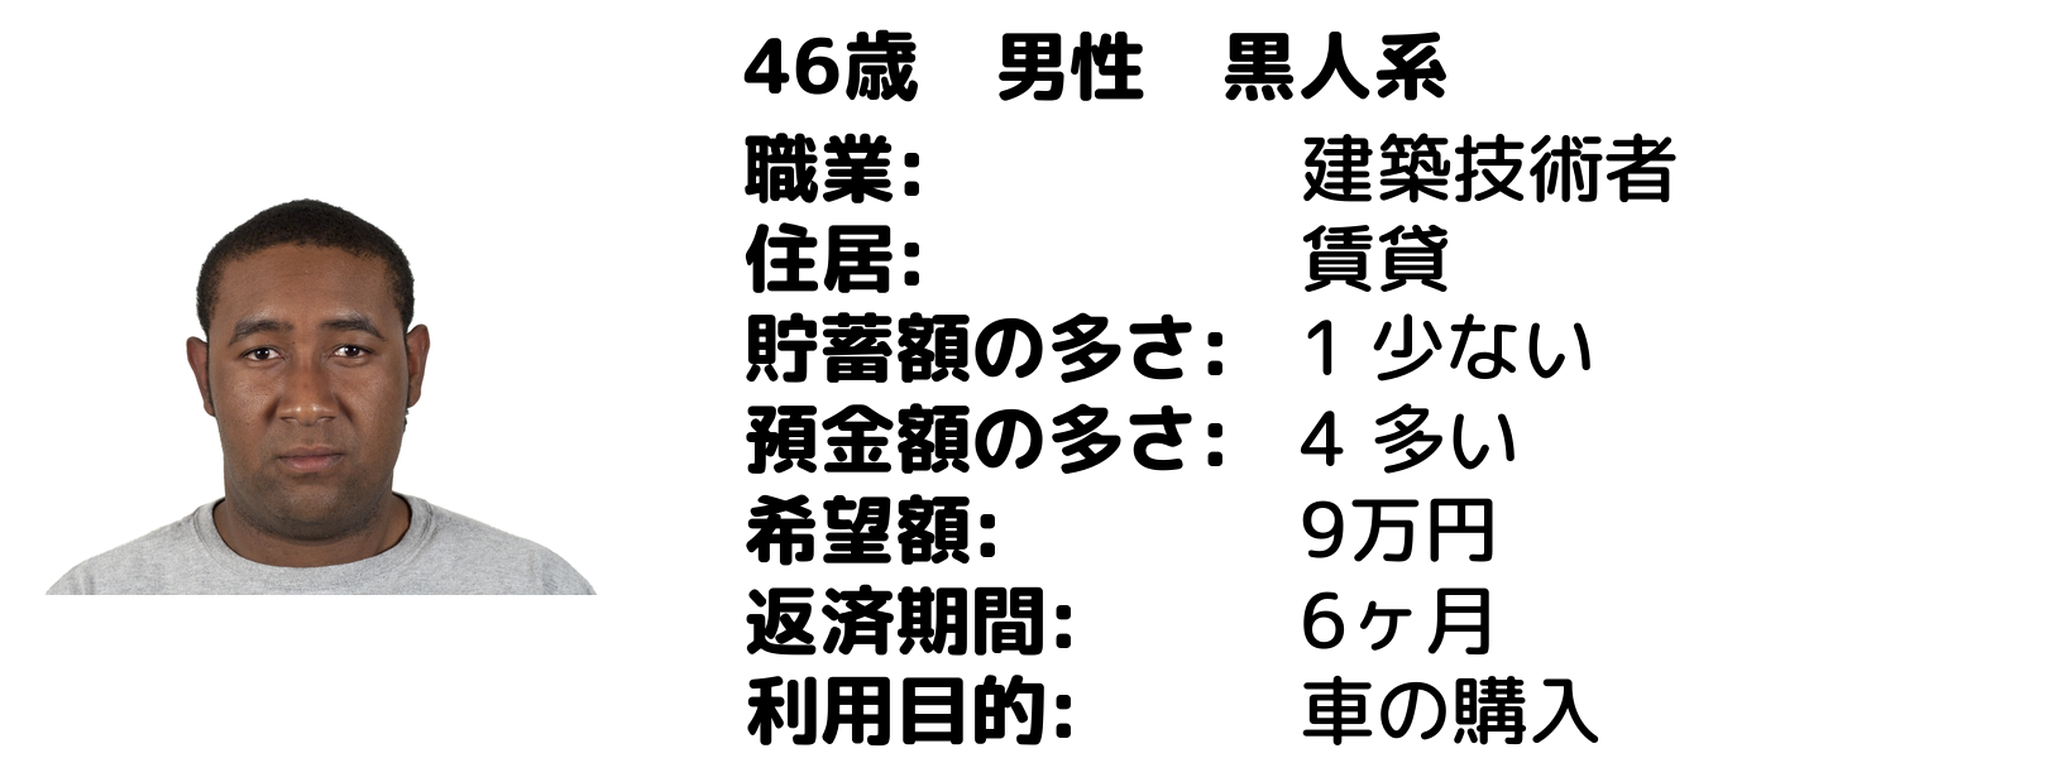 46歳　男性　黒人系
職業: 建築技術者
住居: 賃貸
貯蓄額の多さ: 1 少ない
預金額の多さ: 4 多い
希望額: 9万円
返済期間: 6ヶ月
利用目的: 車の購入